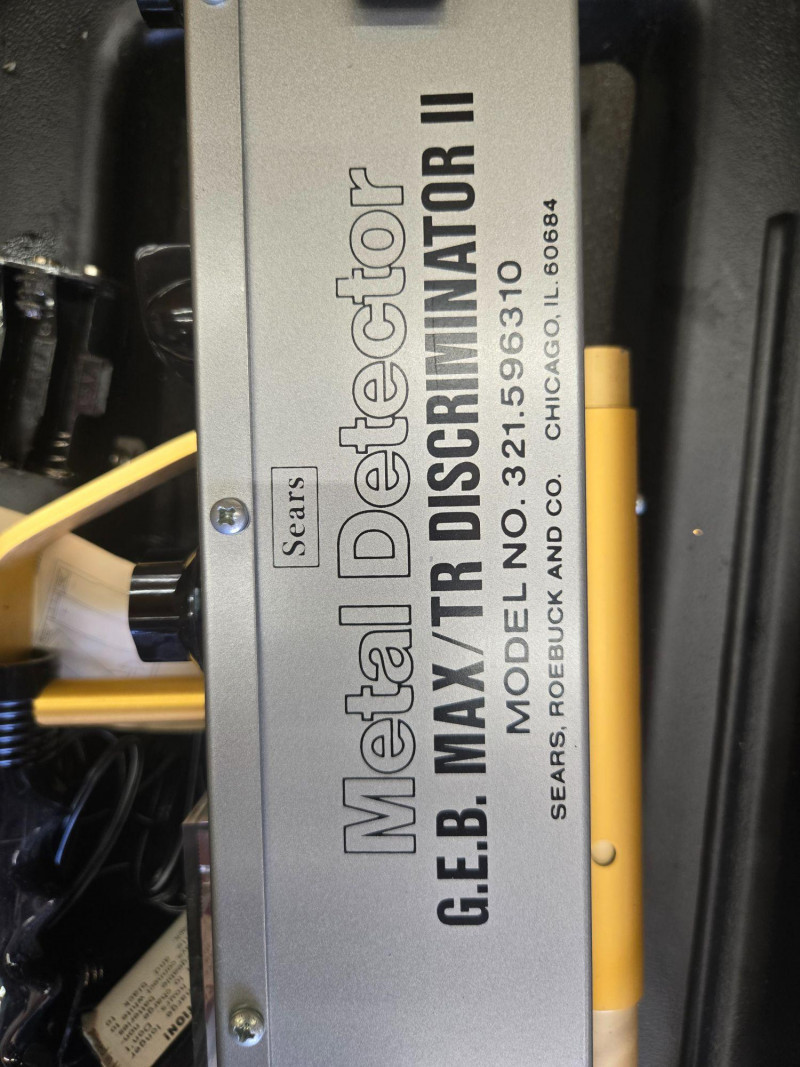 Sears
Metal Detector
G.E.B. MAX/TR DISCRIMINATOR II
MODEL NO. 321.596310
SEARS, ROEBUCK AND CO. CHICAGO, IL. 60684